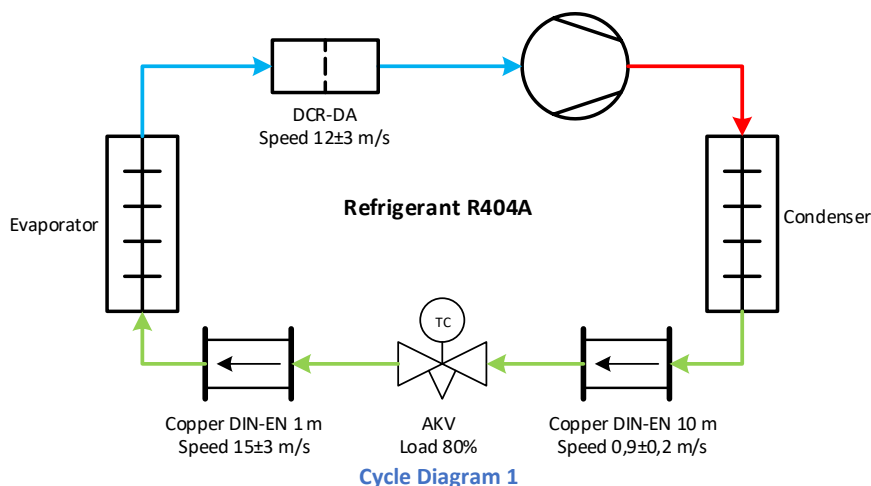 DCR-DA
Speed 12±3 m/s
Refrigerant R404A
Evaporator
Condenser
TC
Copper DIN-EN 1 m
Speed 15±3 m/s
AKV
Load 80%
Copper DIN-EN 10 m
Speed 0,9±0,2 m/s
Cycle Diagram 1